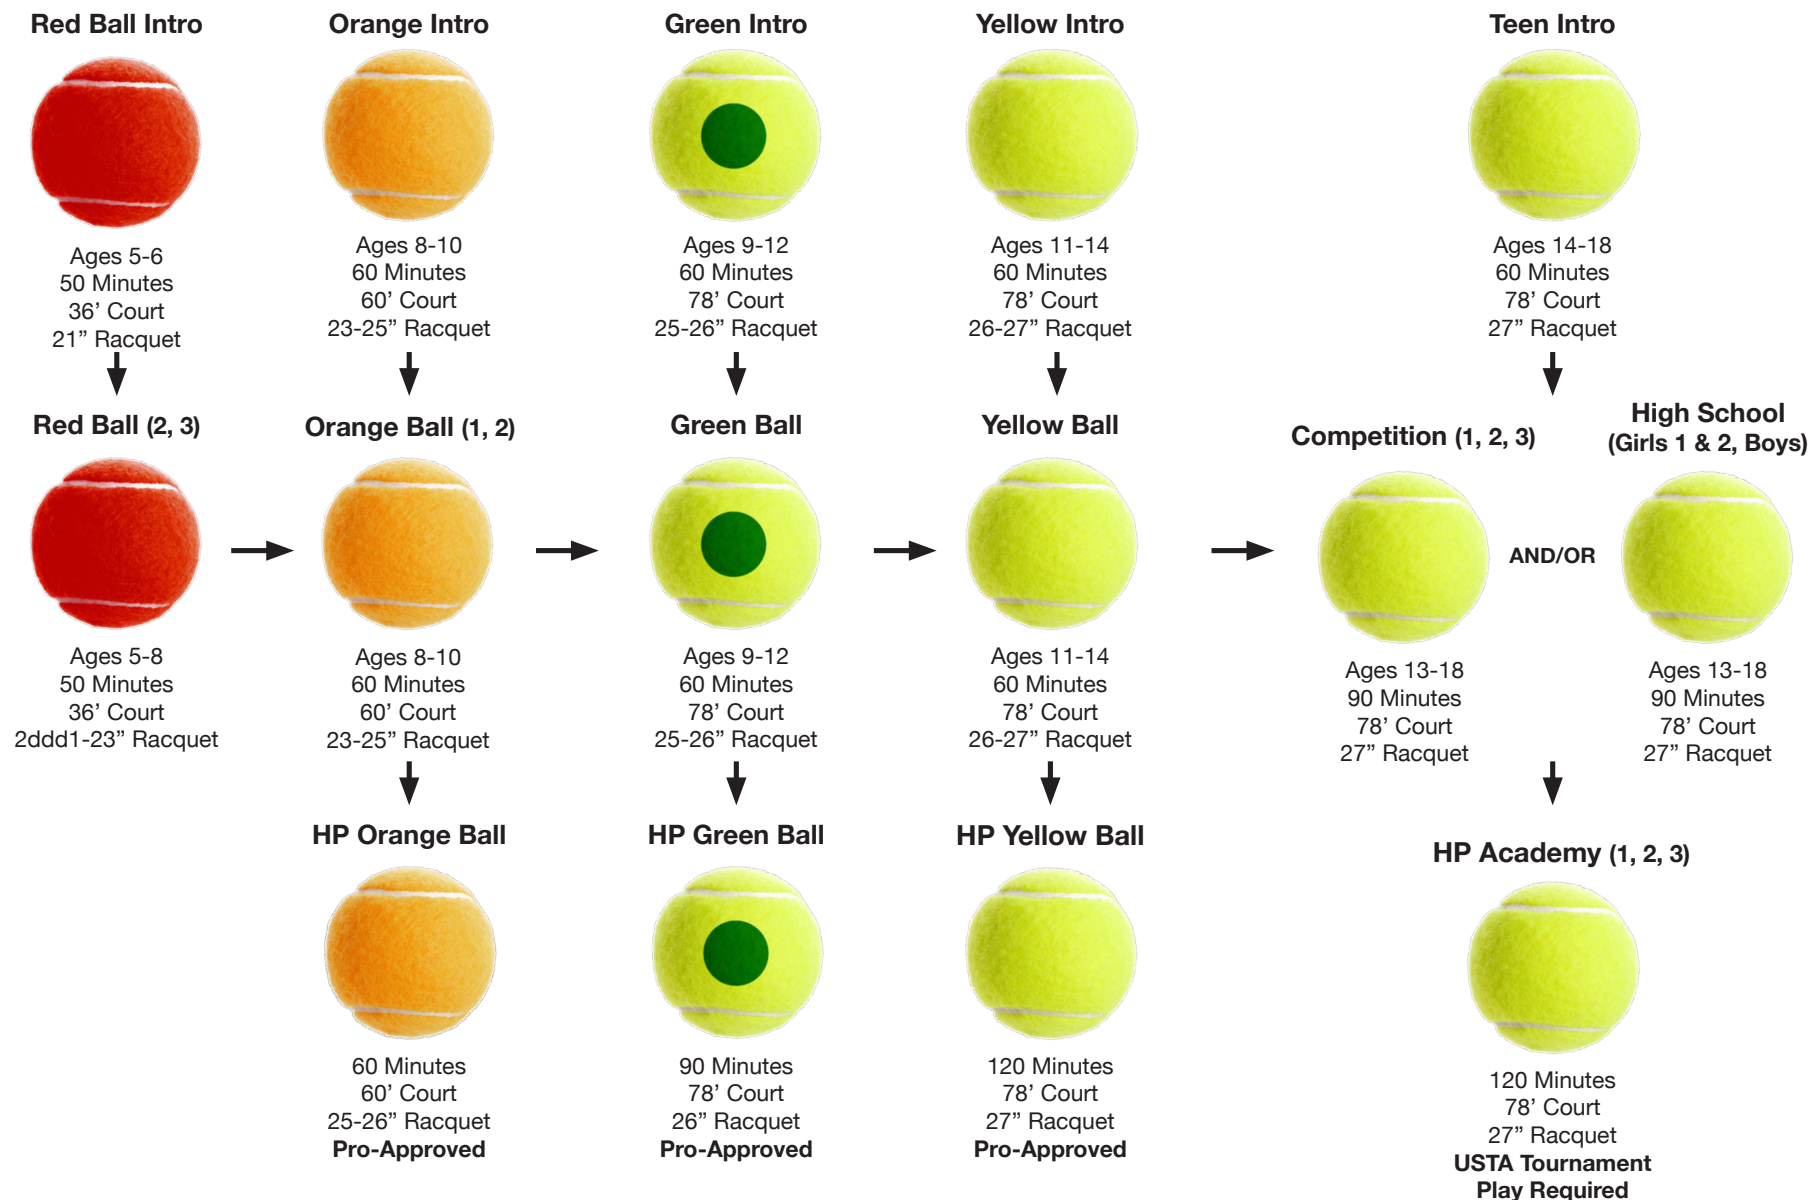 Red Ball Intro
Ages 5-6
50 Minutes
36’ Court
21” Racquet
Orange Intro
Ages 8-10
60 Minutes
60’ Court
23-25” Racquet
Green Intro
Ages 9-12
60 Minutes
78’ Court
25-26” Racquet
Yellow Intro
Ages 11-14
60 Minutes
78’ Court
26-27” Racquet
Teen Intro
Ages 14-18
60 Minutes
78’ Court
27” Racquet
Red Ball (2, 3)
Ages 5-8
50 Minutes
36’ Court
2ddd1-23” Racquet
Orange Ball (1, 2)
Ages 8-10
60 Minutes
60’ Court
23-25” Racquet
Green Ball
Ages 9-12
60 Minutes
78’ Court
25-26” Racquet
Yellow Ball
Ages 11-14
60 Minutes
78’ Court
26-27” Racquet
Competition (1, 2, 3)
Ages 13-18
90 Minutes
78’ Court
27” Racquet
AND/OR
High School
(Girls 1 & 2, Boys)
Ages 13-18
90 Minutes
78’ Court
27” Racquet
HP Orange Ball
60 Minutes
60’ Court
25-26” Racquet
Pro-Approved
HP Green Ball
90 Minutes
78’ Court
26” Racquet
Pro-Approved
HP Yellow Ball
120 Minutes
78’ Court
27” Racquet
Pro-Approved
HP Academy (1, 2, 3)
120 Minutes
78’ Court
27” Racquet
USTA Tournament
Play Required